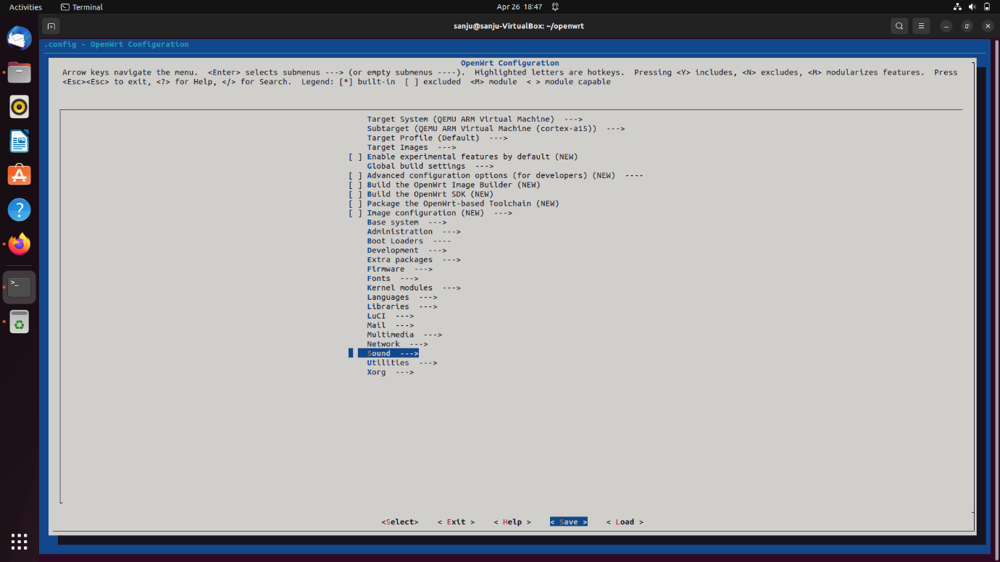 Activities Terminal Apr 26 18:47
sanju@sanju-VirtualBox: ~/openwrt
.config - OpenWrt Configuration
OpenWrt Configuration
Arrow keys navigate the menu.  <Enter> selects submenus ---> (or empty submenus ----).  Highlighted letters are hotkeys.  Pressing <Y> includes, <N> excludes, <M> modularizes features.  Press
<Esc><Esc> to exit, <?> for Help, </> for Search.  Legend: [*] built-in  [ ] excluded  <M> module  < > module capable
Target System (QEMU ARM Virtual Machine)  --->
Subtarget (QEMU ARM Virtual Machine (cortex-a15))  --->
Target Profile (Default)  --->
Target Images  --->
[ ] Enable experimental features by default (NEW)
Global build settings  --->
[ ] Advanced configuration options (for developers) (NEW)  ----
[ ] Build the OpenWrt Image Builder (NEW)
[ ] Build the OpenWrt SDK (NEW)
[ ] Package the OpenWrt-based Toolchain (NEW)
[ ] Image configuration (NEW)  --->
Base system  --->
Administration  --->
Boot Loaders  ----
Development  --->
Extra packages  --->
Firmware  --->
Fonts  --->
Kernel modules  --->
Languages  --->
Libraries  --->
LuCI  --->
Mail  --->
Multimedia  --->
Network  --->
Sound  --->
Utilities  --->
Xorg  --->
<Select>    < Exit >    < Help >    < Save >    < Load >